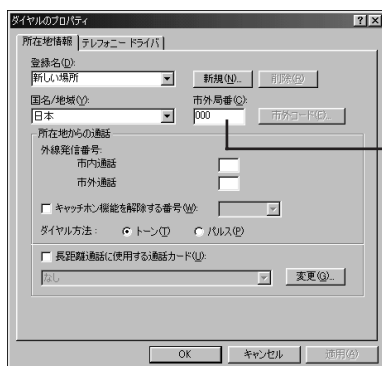 ダイヤルのプロパティ
所在地情報 テレフォニー ドライバ
登録名(D):
新しい場所 新規(N)... 削除(R)
国名/地域(Y): 市外局番(C):
日本 000 市外コード(E)...
所在地からの通話
外線発信番号:
市内通話
市外通話
キャッチホン機能を解除する番号(W):
ダイヤル方法: トーン(T) パルス(P)
長距離通話に使用する通話カード(U):
なし 変更(G)...
OK キャンセル 適用(A)